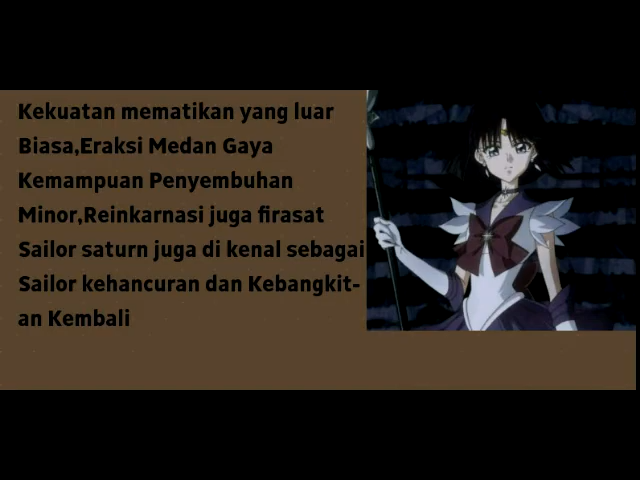 Kekuatan mematikan yang luar
Biasa,Eraksi Medan Gaya
Kemampuan Penyembuhan
Minor,Reinkarnasi juga firasat
Sailor saturn juga di kenal sebagai
Sailor kehancuran dan Kebangkit-
an Kembali